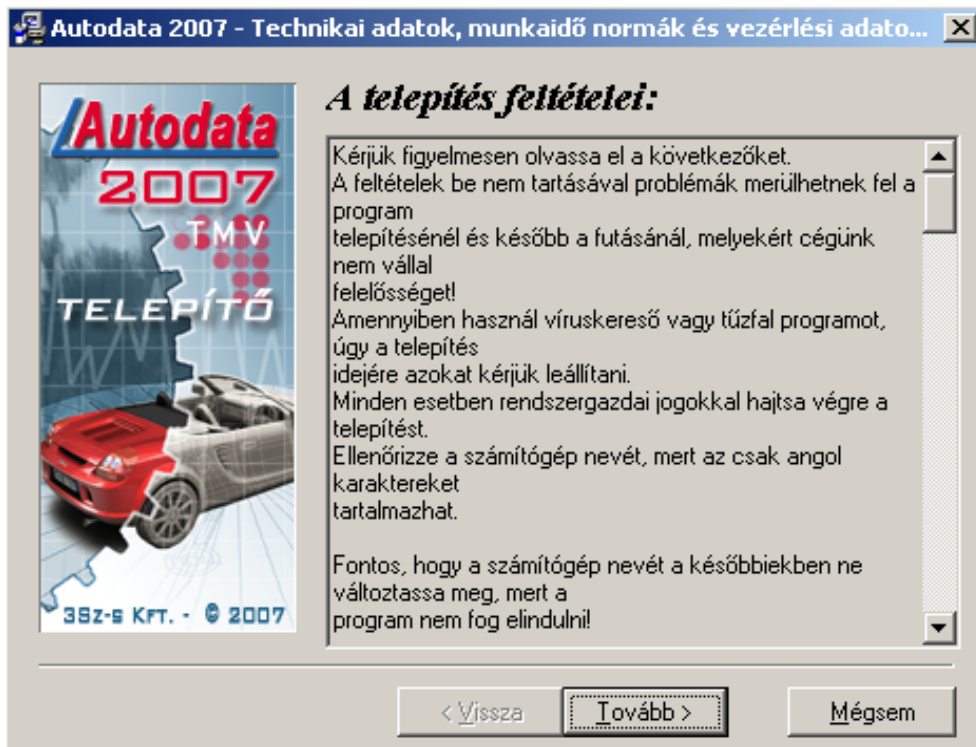 Autodata 2007 - Technikai adatok, munkaidő normák és vezérlési adato...
Autodata
2007
TMV
TELEPÍTŐ
3Sz-s Kft. - © 2007
A telepítés feltételei:
Kérjük figyelmesen olvassa el a következőket.
A feltételek be nem tartásával problémák merülhetnek fel a
program
telepítésénél és később a futásánál, melyekért cégünk
nem vállal
felelősséget!
Amennyiben használ víruskereső vagy tűzfal programot,
úgy a telepítés
idejére azokat kérjük leállítani.
Minden esetben rendszergazdai jogokkal hajtsa végre a
telepítést.
Ellenőrizze a számítógép nevét, mert az csak angol
karaktereket
tartalmazhat.
Fontos, hogy a számítógép nevét a későbbiekben ne
változtassa meg, mert a
program nem fog elindulni!
< Vissza
Tovább >
Mégsem